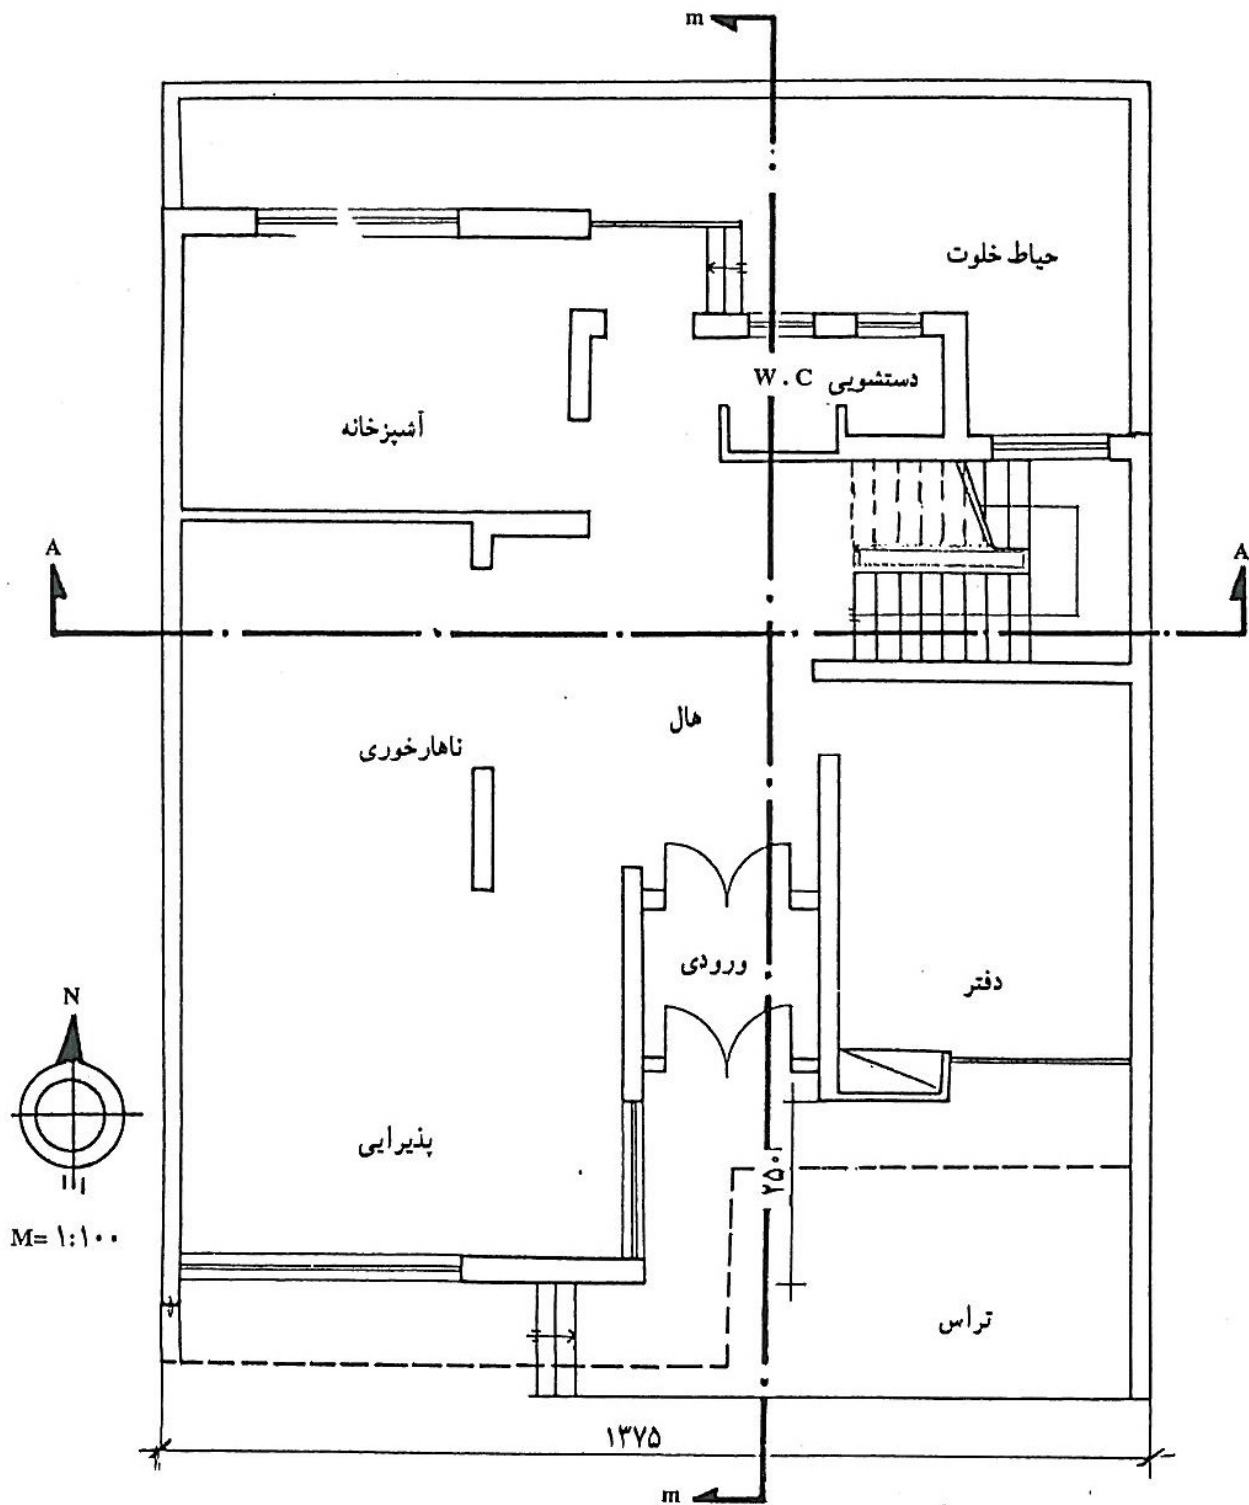 m
حیاط خلوت
دستشویی W.C
آشپزخانه
A
A
هال
ناهارخوری
ورودی
دفتر
N
پذیرایی
۲۵۰
M= ۱:۱۰۰
تراس
۱۳۷۵
m